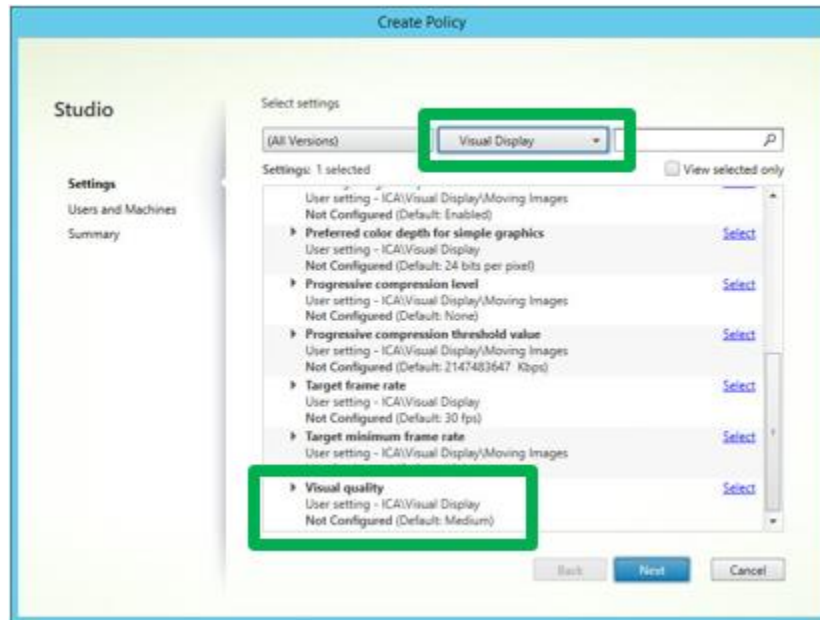 Create Policy
Studio
Settings
Users and Machines
Summary
Select settings
(All Versions)
Visual Display
Settings: 1 selected
View selected only
User setting - ICA\Visual Display\Moving Images
Not Configured (Default: Enabled)
Preferred color depth for simple graphics
Select
User setting - ICA\Visual Display
Not Configured (Default: 24 bits per pixel)
Progressive compression level
Select
User setting - ICA\Visual Display\Moving Images
Not Configured (Default: None)
Progressive compression threshold value
Select
User setting - ICA\Visual Display\Moving Images
Not Configured (Default: 2147483647 Kbps)
Target frame rate
Select
User setting - ICA\Visual Display
Not Configured (Default: 30 fps)
Target minimum frame rate
Select
User setting - ICA\Visual Display\Moving Images
Visual quality
Select
User setting - ICA\Visual Display
Not Configured (Default: Medium)
Back
Next
Cancel